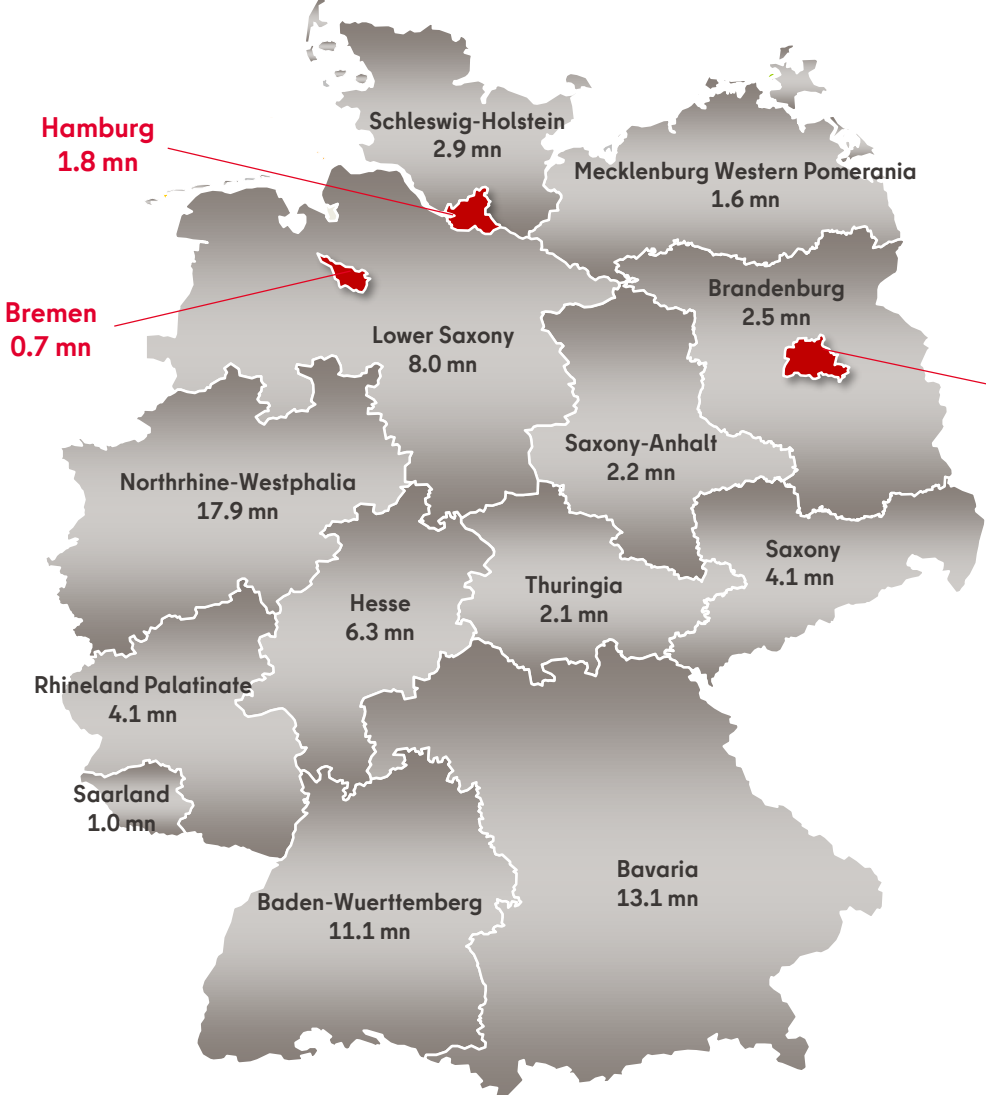 Schleswig-Holstein
2.9 mn
Hamburg
1.8 mn
Mecklenburg Western Pomerania
1.6 mn
Brandenburg
2.5 mn
Bremen
0.7 mn
Lower Saxony
8.0 mn
Saxony-Anhalt
2.2 mn
Northrhine-Westphalia
17.9 mn
Saxony
4.1 mn
Thuringia
2.1 mn
Hesse
6.3 mn
Rhineland Palatinate
4.1 mn
Saarland
1.0 mn
Bavaria
13.1 mn
Baden-Wuerttemberg
11.1 mn